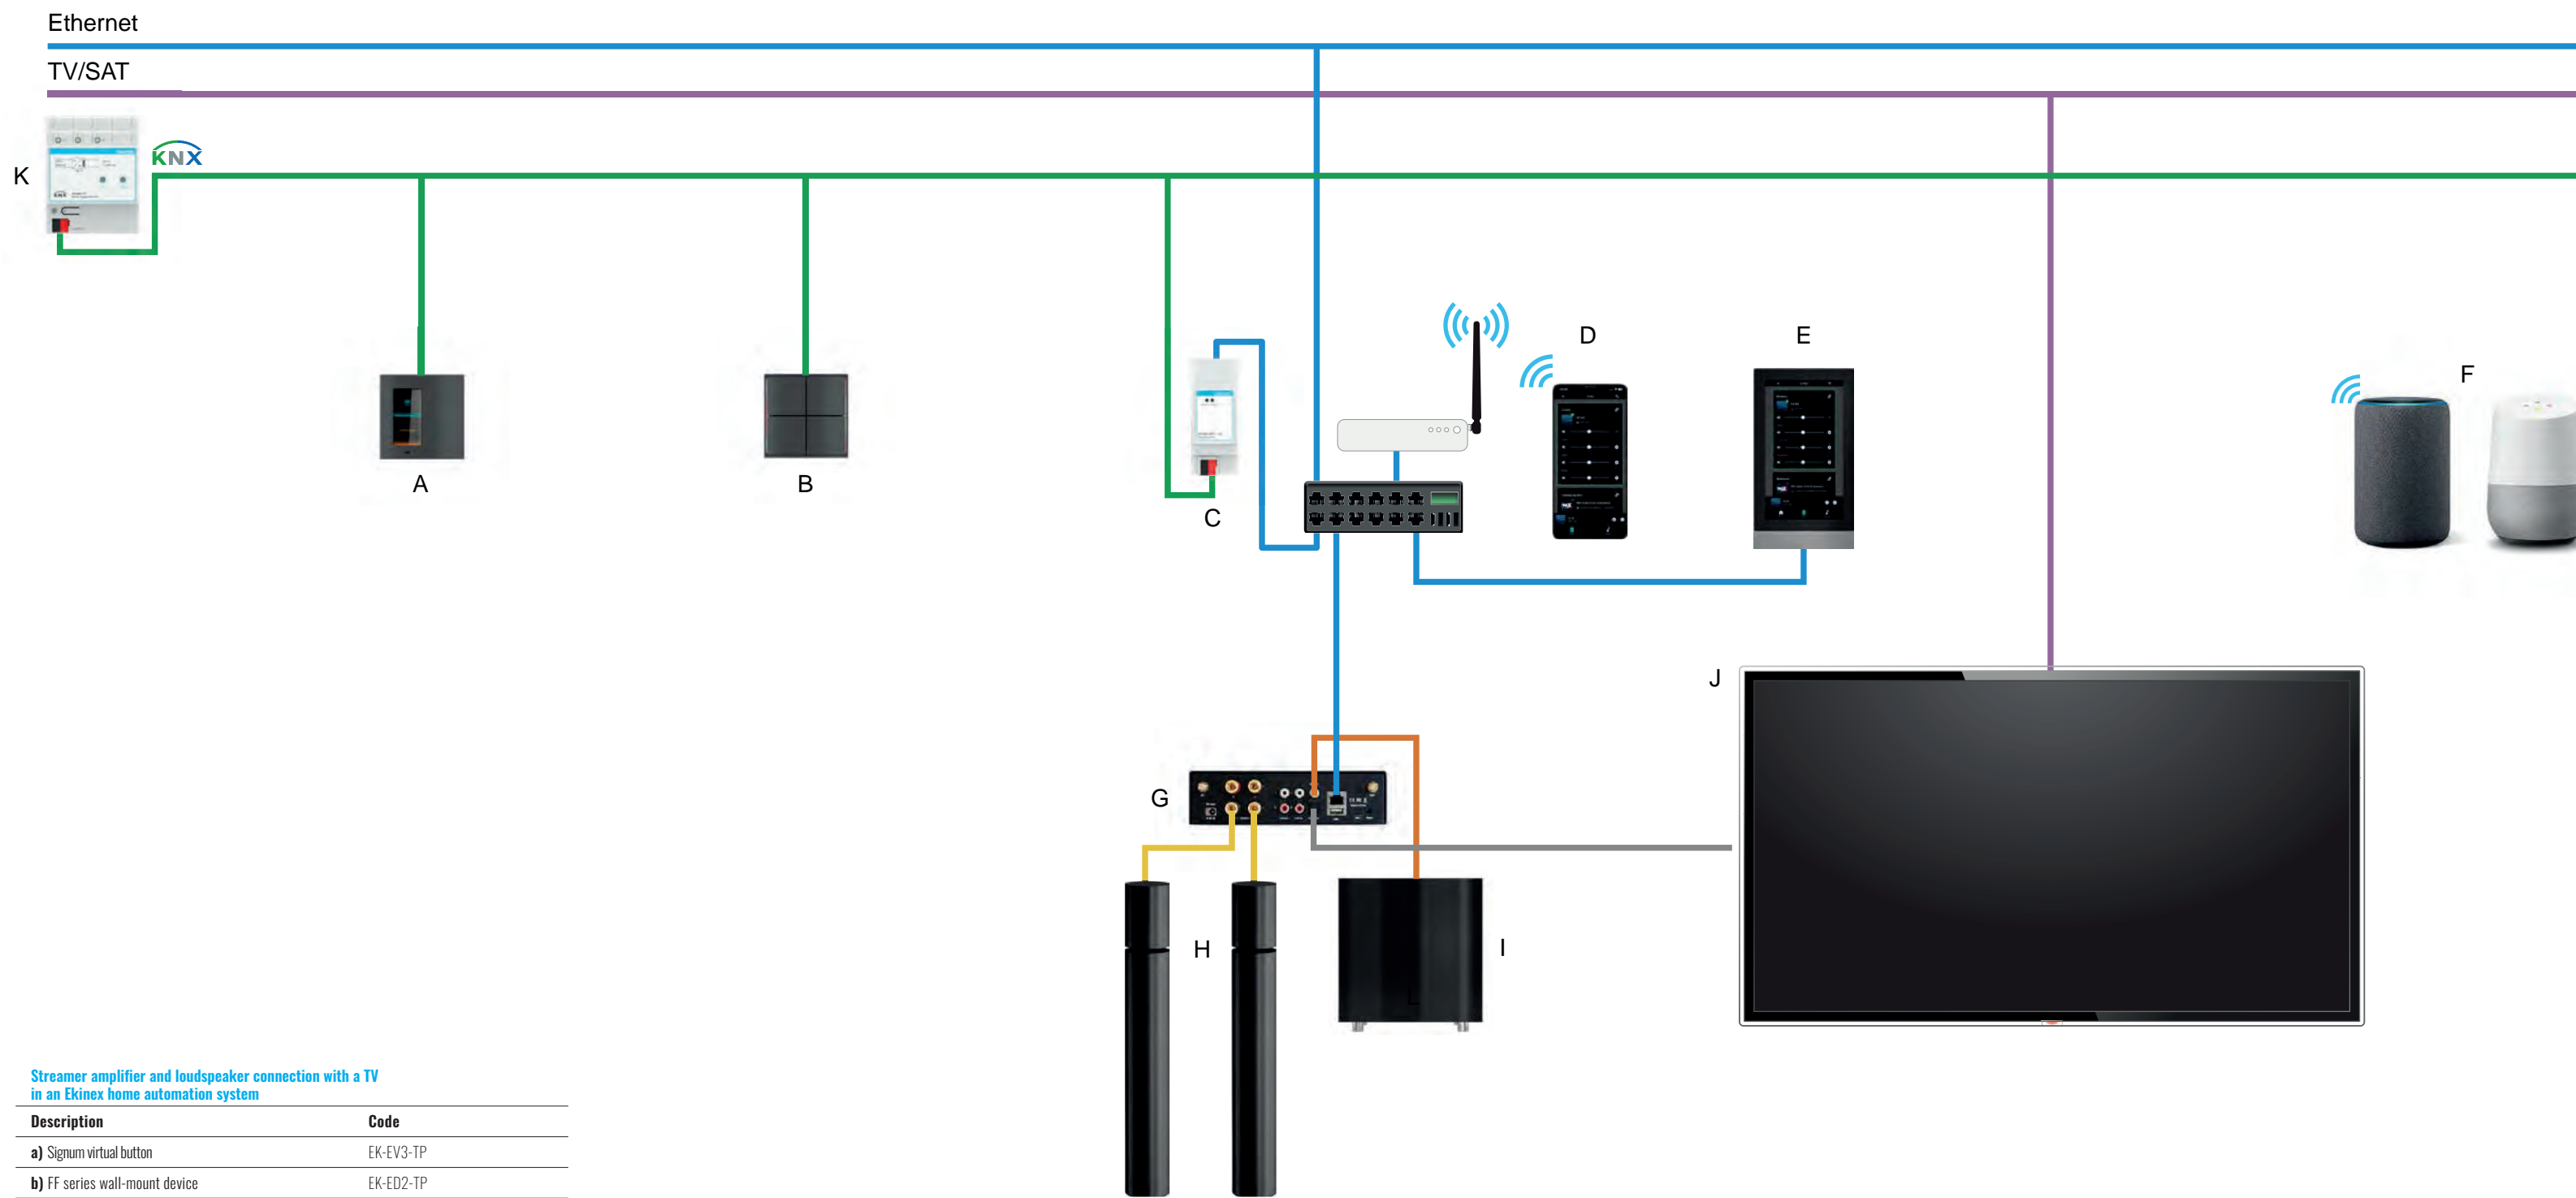 Ethernet
TV/SAT
KNX
K
D
E
F
A
B
C
J
G
H
I
L
Streamer amplifier and loudspeaker connection with a TV
in an Ekinex home automation system
Description Code
a) Signum virtual button EK-EV3-TP
b) FF series wall-mount device EK-ED2-TP